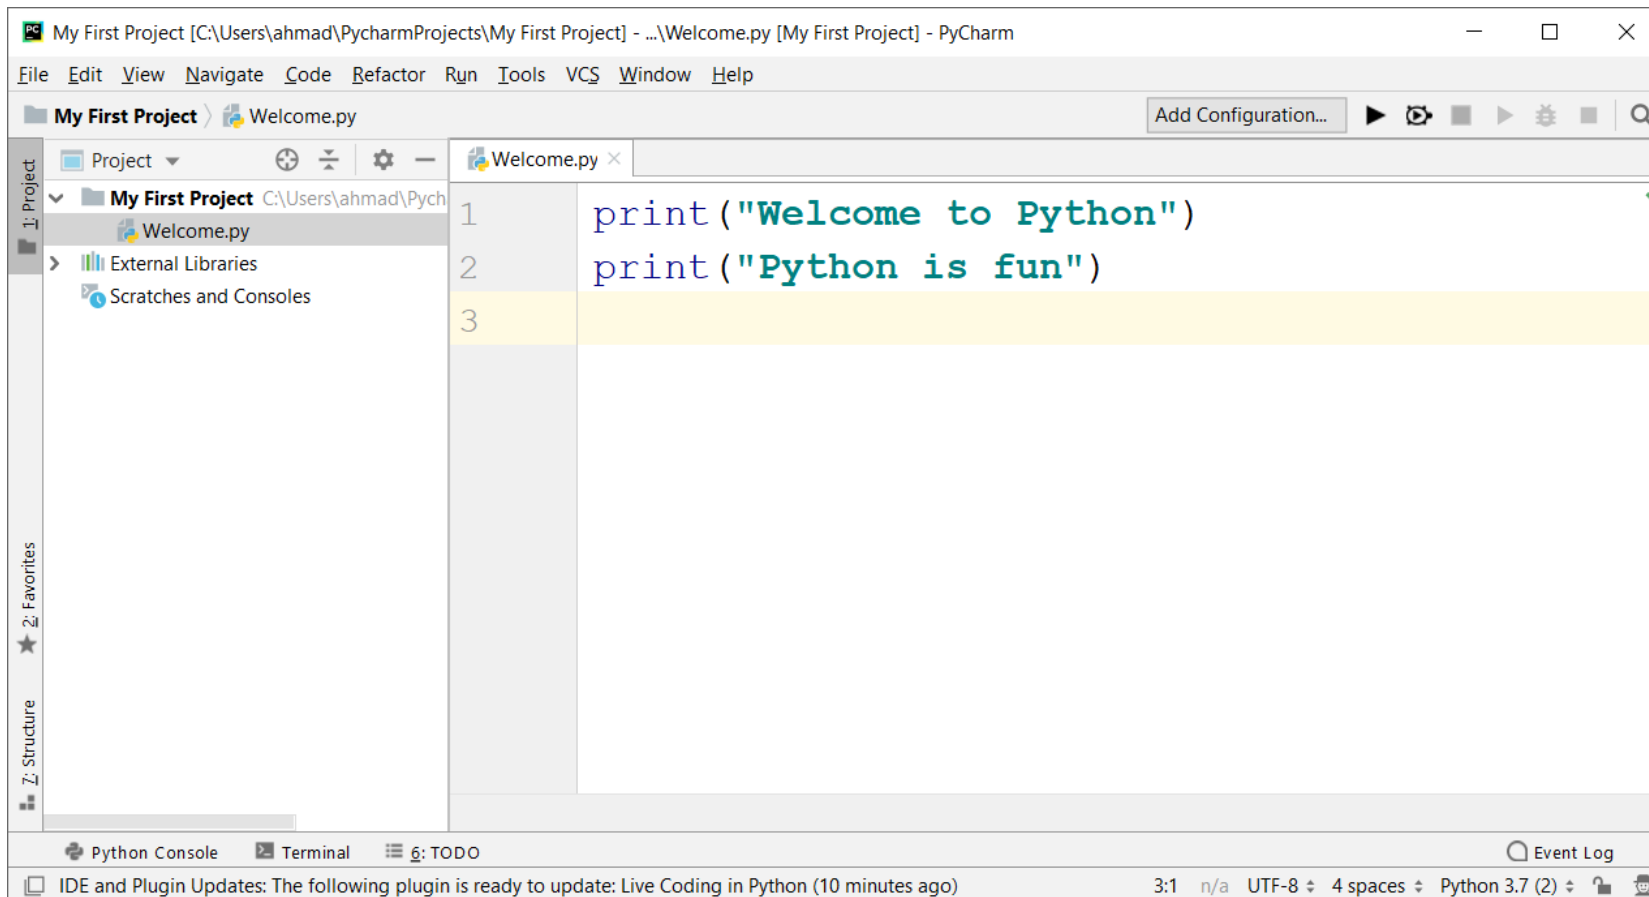 My First Project [C:\Users\ahmad\PycharmProjects\My First Project] - ...\Welcome.py [My First Project] - PyCharm
File Edit View Navigate Code Refactor Run Tools VCS Window Help
My First Project Welcome.py Add Configuration...
1: Project
Project
Welcome.py
My First Project C:\Users\ahmad\Pych
Welcome.py
External Libraries
Scratches and Consoles
1 print("Welcome to Python")
2 print("Python is fun")
3
2: Favorites
7: Structure
Python Console Terminal 6: TODO Event Log
IDE and Plugin Updates: The following plugin is ready to update: Live Coding in Python (10 minutes ago) 3:1 n/a UTF-8 4 spaces Python 3.7 (2)